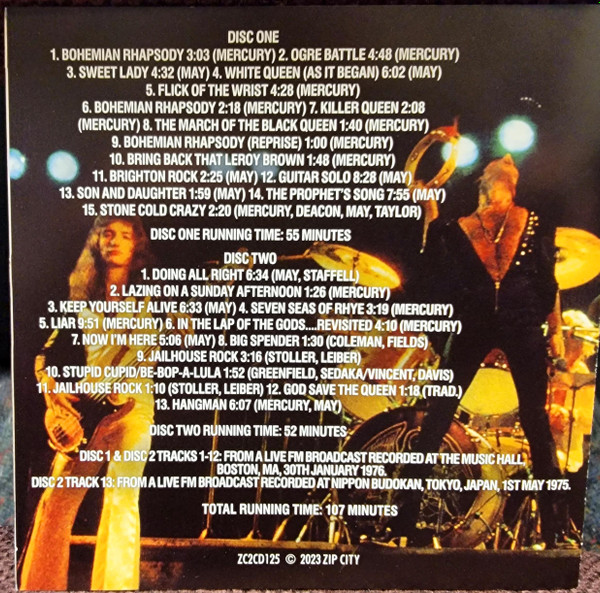 DISC ONE
1. BOHEMIAN RHAPSODY 3:03 (MERCURY) 2. OGRE BATTLE 4:48 (MERCURY)
3. SWEET LADY 4:32 (MAY) 4. WHITE QUEEN (AS IT BEGAN) 6:02 (MAY)
5. FLICK OF THE WRIST 4:28 (MERCURY)
6. BOHEMIAN RHAPSODY 2:18 (MERCURY) 7. KILLER QUEEN 2:08
(MERCURY) 8. THE MARCH OF THE BLACK QUEEN 1:40 (MERCURY)
9. BOHEMIAN RHAPSODY (REPRISE) 1:00 (MERCURY)
10. BRING BACK THAT LEROY BROWN 1:48 (MERCURY)
11. BRIGHTON ROCK 2:25 (MAY) 12. GUITAR SOLO 8:28 (MAY)
13. SON AND DAUGHTER 1:59 (MAY) 14. THE PROPHET'S SONG 7:55 (MAY)
15. STONE COLD CRAZY 2:20 (MERCURY, DEACON, MAY, TAYLOR)
DISC ONE RUNNING TIME: 55 MINUTES
DISC TWO
1. DOING ALL RIGHT 6:34 (MAY, STAFFELL)
2. LAZING ON A SUNDAY AFTERNOON 1:26 (MERCURY)
3. KEEP YOURSELF ALIVE 6:33 (MAY) 4. SEVEN SEAS OF RHYE 3:19 (MERCURY)
5. LIAR 9:51 (MERCURY) 6. IN THE LAP OF THE GODS....REVISITED 4:10 (MERCURY)
7. NOW I'M HERE 5:06 (MAY) 8. BIG SPENDER 1:30 (COLEMAN, FIELDS)
9. JAILHOUSE ROCK 3:16 (STOLLER, LEIBER)
10. STUPID CUPID/BE-BOP-A-LULA 1:52 (GREENFIELD, SEDAKA/VINCENT, DAVIS)
11. JAILHOUSE ROCK 1:10 (STOLLER, LEIBER) 12. GOD SAVE THE QUEEN 1:18 (TRAD.)
13. HANGMAN 6:07 (MERCURY, MAY)
DISC TWO RUNNING TIME: 52 MINUTES
DISC 1 & DISC 2 TRACKS 1-12: FROM A LIVE FM BROADCAST RECORDED AT THE MUSIC HALL
BOSTON, MA, 30TH JANUARY 1976.
DISC 2 TRACK 13: FROM A LIVE FM BROADCAST RECORDED AT NIPPON BUDOKAN, TOKYO, JAPAN, 1ST MAY 1975.
TOTAL RUNNING TIME: 107 MINUTES
ZC2CD125 © 2023 ZIP CITY